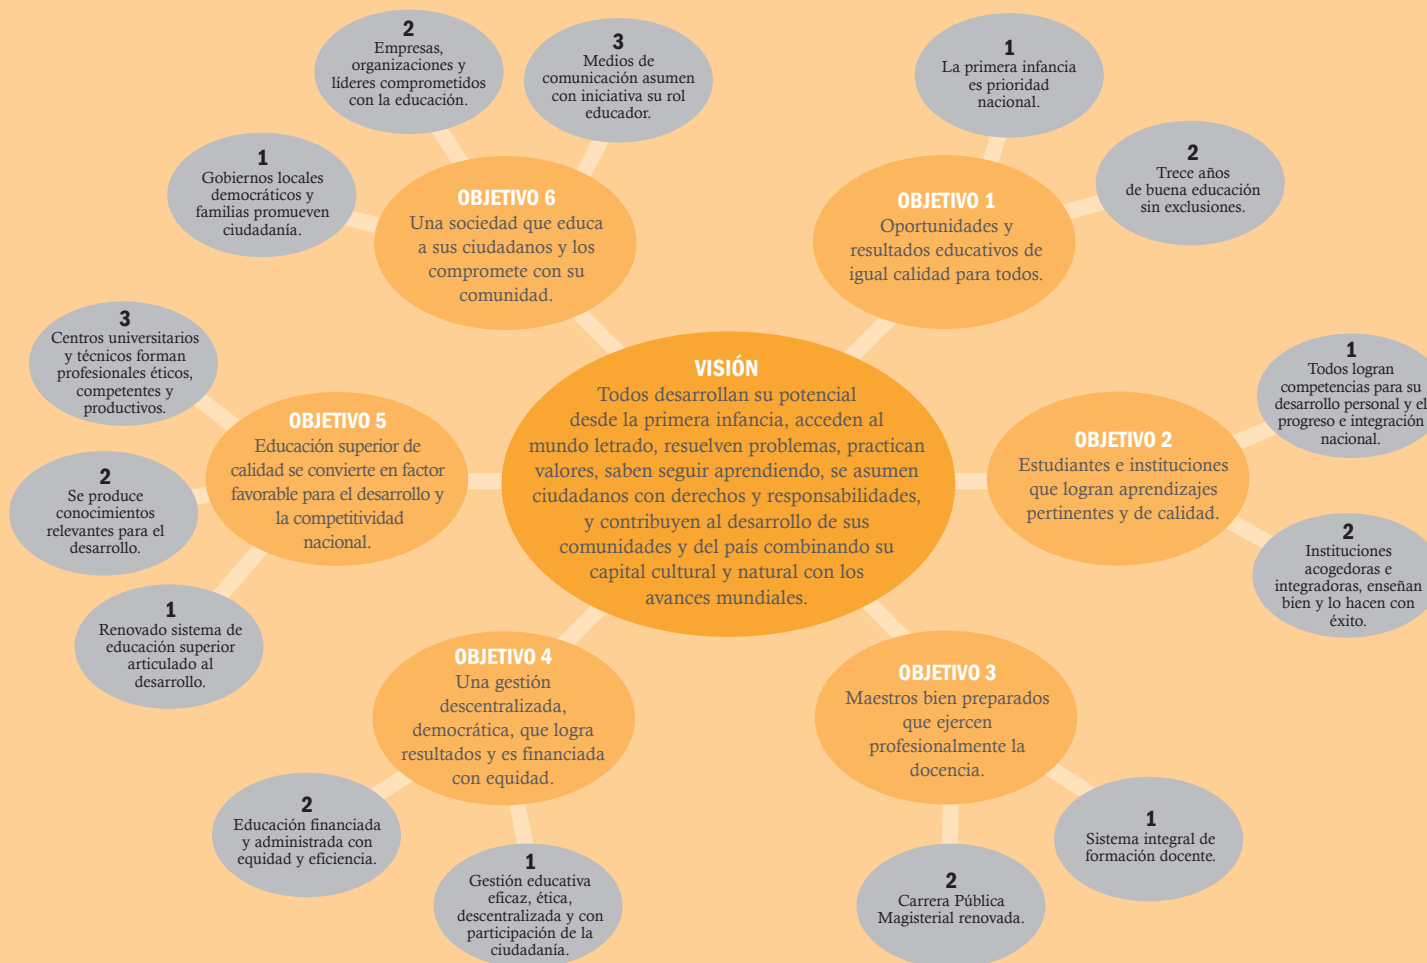 VISIÓN
Todos desarrollan su potencial
desde la primera infancia, acceden al
mundo letrado, resuelven problemas, practican
valores, saben seguir aprendiendo, se asumen
ciudadanos con derechos y responsabilidades,
y contribuyen al desarrollo de sus
comunidades y del país combinando su
capital cultural y natural con los
avances mundiales.
OBJETIVO 1
Oportunidades y
resultados educativos de
igual calidad para todos.
1
La primera infancia
es prioridad
nacional.
2
Trece años
de buena educación
sin exclusiones.
OBJETIVO 2
Estudiantes e instituciones
que logran aprendizajes
pertinentes y de calidad.
1
Todos logran
competencias para su
desarrollo personal y el
progreso e integración
nacional.
2
Instituciones
acogedoras e
integradoras, enseñan
bien y lo hacen con
éxito.
OBJETIVO 3
Maestros bien preparados
que ejercen
profesionalmente la
docencia.
1
Sistema integral de
formación docente.
2
Carrera Pública
Magisterial renovada.
OBJETIVO 4
Una gestión
descentralizada,
democrática, que logra
resultados y es financiada
con equidad.
1
Gestión educativa
eficaz, ética,
descentralizada y con
participación de la
ciudadanía.
2
Educación financiada
y administrada con
equidad y eficiencia.
OBJETIVO 5
Educación superior de
calidad se convierte en factor
favorable para el desarrollo y
la competitividad
nacional.
1
Renovado sistema de
educación superior
articulado al
desarrollo.
2
Se produce
conocimientos
relevantes para el
desarrollo.
3
Centros universitarios
y técnicos forman
profesionales éticos,
competentes y
productivos.
OBJETIVO 6
Una sociedad que educa
a sus ciudadanos y los
compromete con su
comunidad.
1
Gobiernos locales
democráticos y
familias promueven
ciudadanía.
2
Empresas,
organizaciones y
líderes comprometidos
con la educación.
3
Medios de
comunicación asumen
con iniciativa su rol
educador.